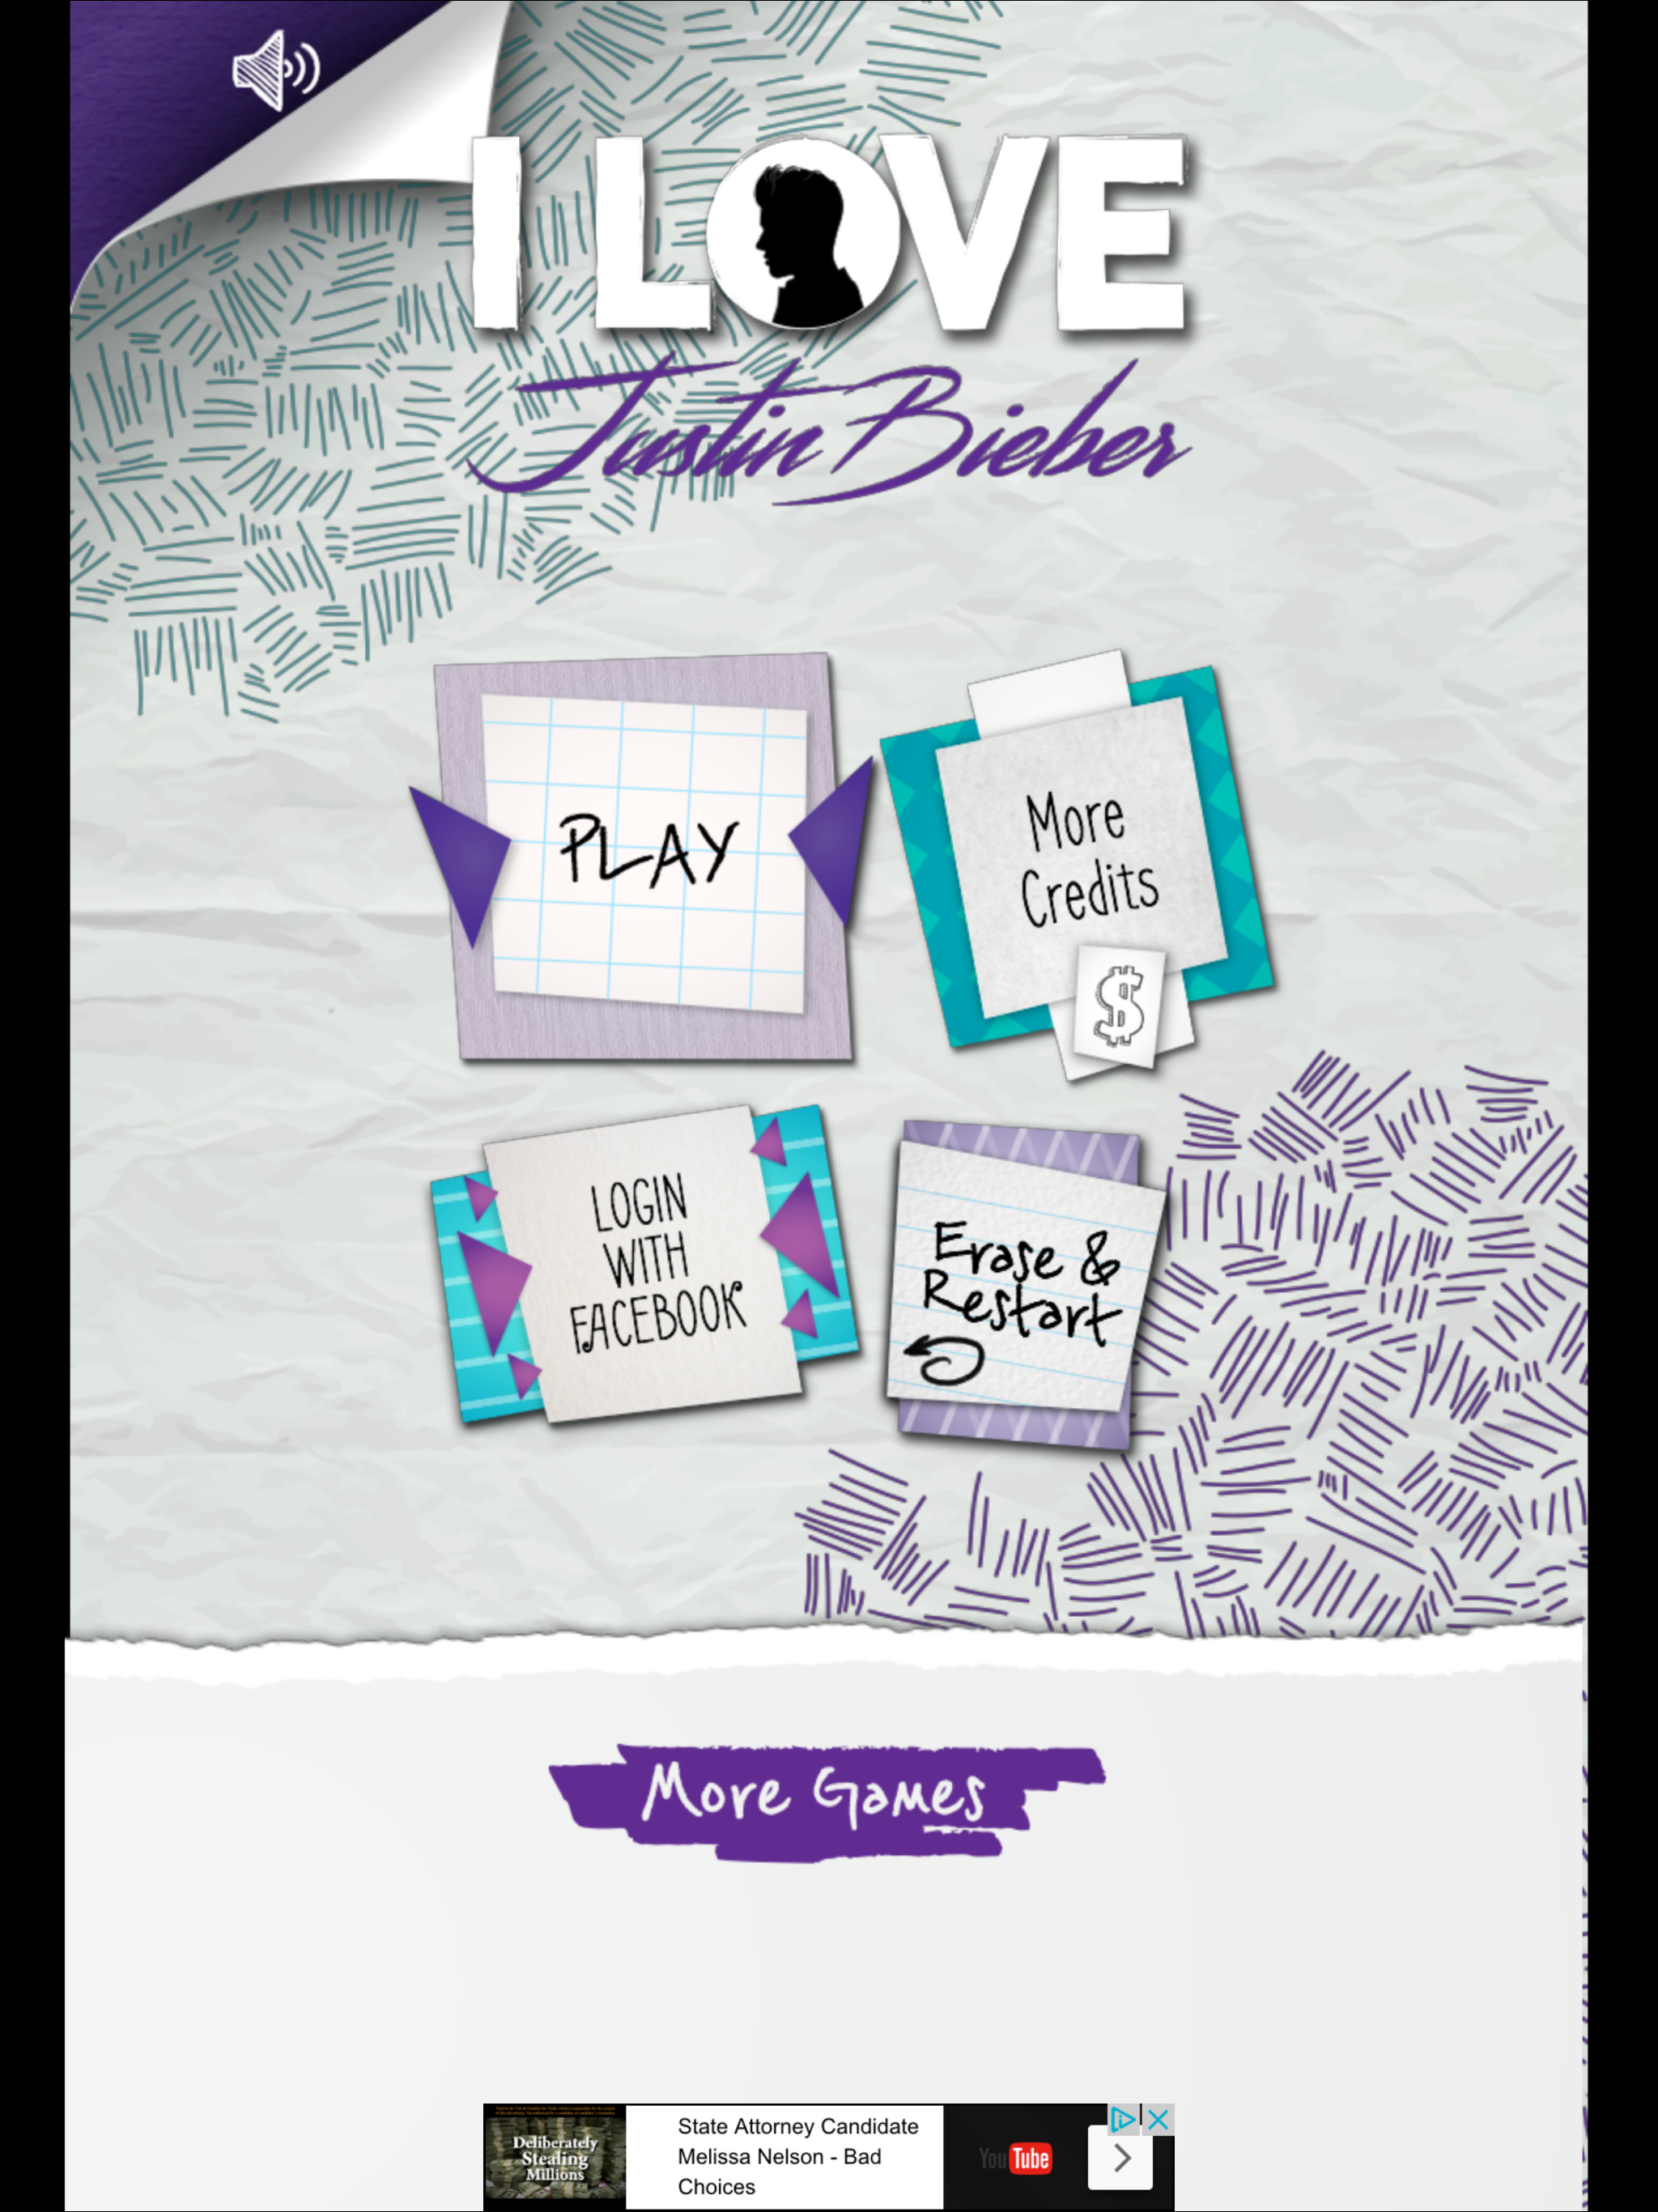 I LOVE
Justin Bieber
PLAY
More
Credits
$
LOGIN
WITH
FACEBOOK
Erase &
Restart
More Games
Deliberately
Stealing
Millions
State Attorney Candidate
Melissa Nelson - Bad
Choices
YouTube